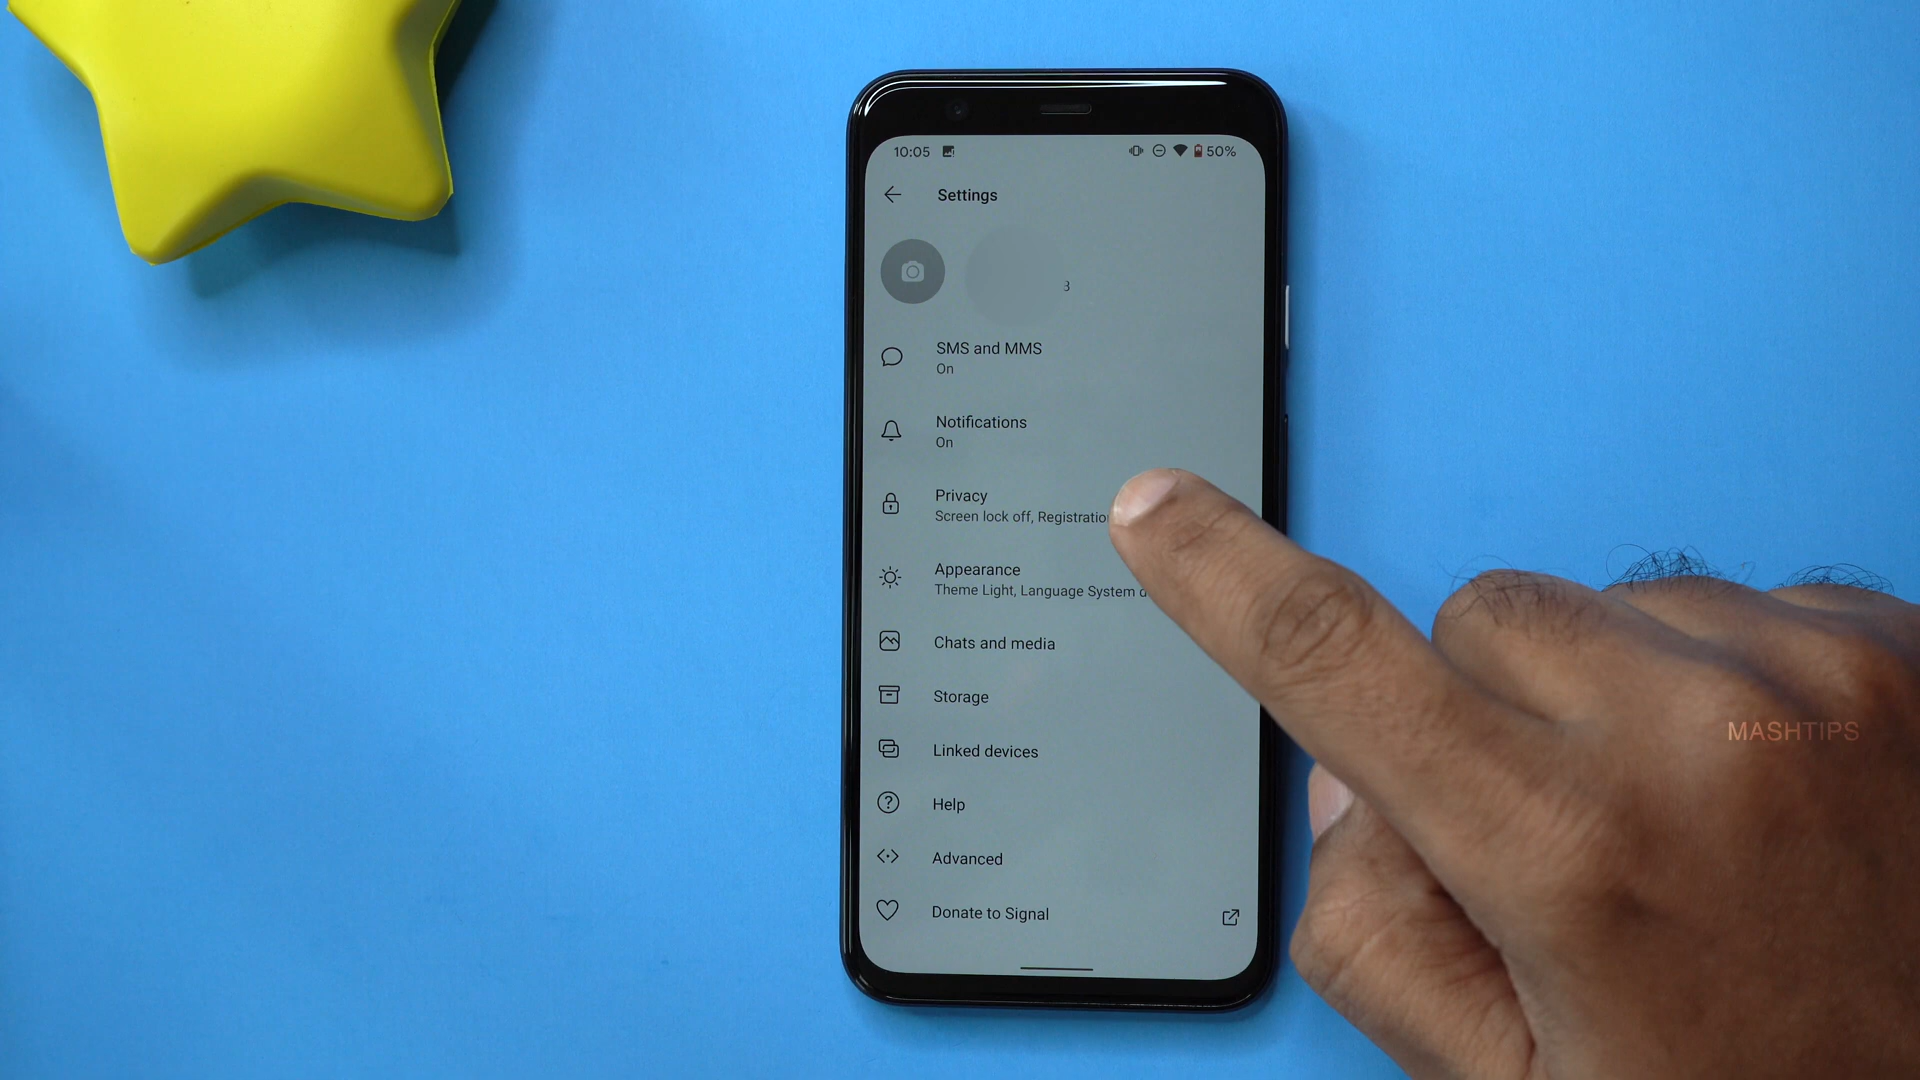 10:05
50%
Settings
3
SMS and MMS
On
Notifications
On
Privacy
Screen lock off,
Appearance
Theme Light, Language System
Chats and media
Storage
Linked devices
Help
Advanced
Donate to Signal
MASHTIPS